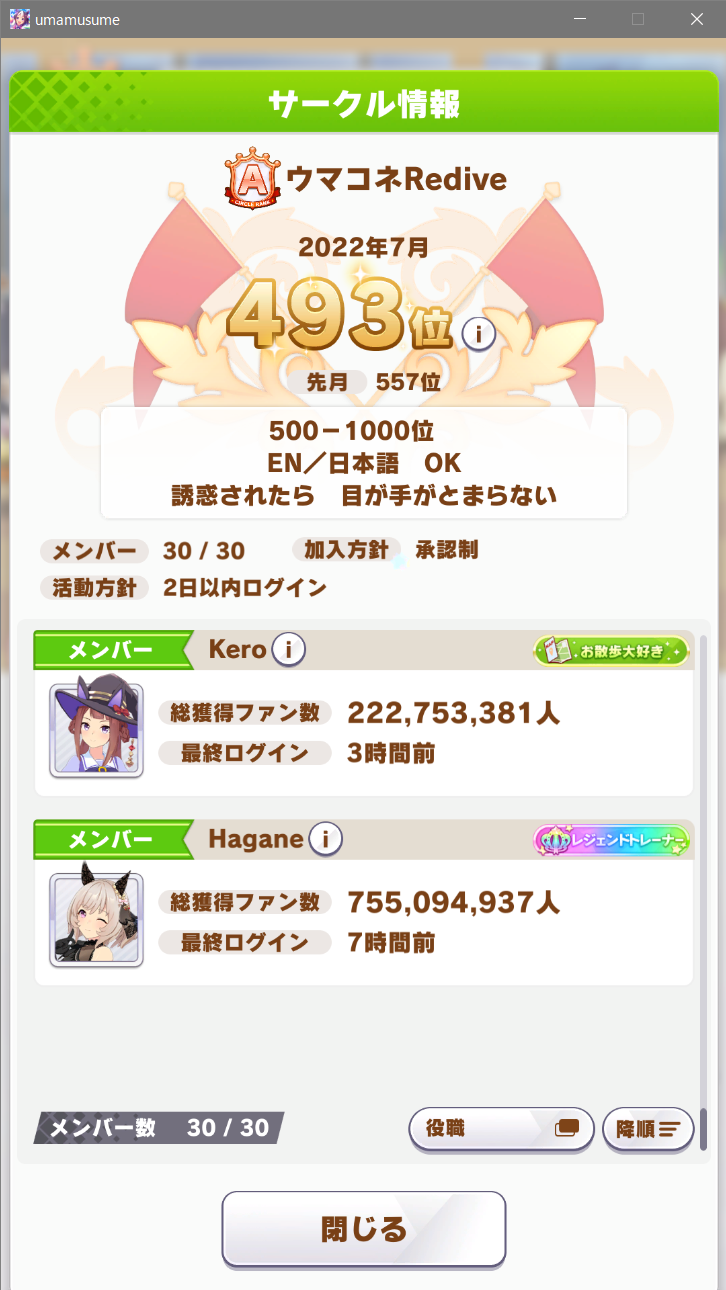 umamusume
サークル情報
A
CIRCLE RANK
ウマコネRedive
2022年7月
493位 i
先月 557位
500－1000位
EN／日本語　OK
誘惑されたら　目が手がとまらない
メンバー 30 / 30 加入方針 承認制
活動方針 2日以内ログイン
メンバー Kero i お散歩大好き
総獲得ファン数 222,753,381人
最終ログイン 3時間前
メンバー Hagane i レジェンドトレーナー
総獲得ファン数 755,094,937人
最終ログイン 7時間前
メンバー数 30 / 30 役職 降順
閉じる